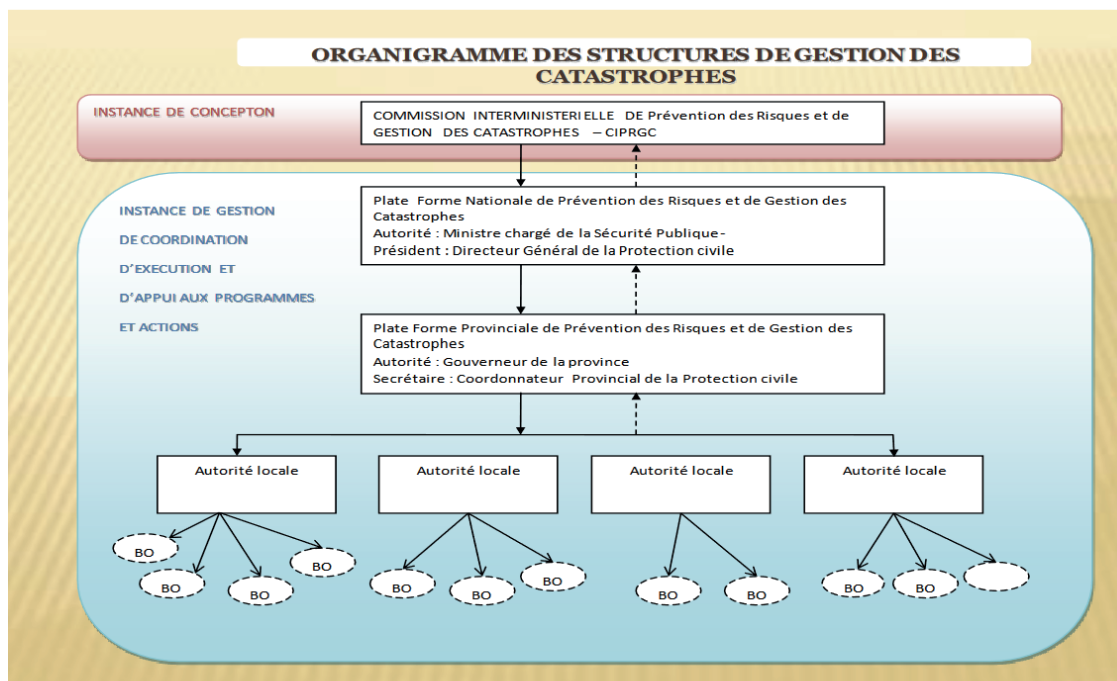 ORGANIGRAMME DES STRUCTURES DE GESTION DES
CATASTROPHES
INSTANCE DE CONCEPTON
COMMISSION INTERMINISTERIELLE DE Prévention des Risques et de
GESTION DES CATASTROPHES – CIPRGC
INSTANCE DE GESTION
DE COORDINATION
D'EXECUTION ET
D'APPUI AUX PROGRAMMES
ET ACTIONS
Plate Forme Nationale de Prévention des Risques et de Gestion des
Catastrophes
Autorité : Ministre chargé de la Sécurité Publique-
Président : Directeur Général de la Protection civile
Plate Forme Provinciale de Prévention des Risques et de Gestion des
Catastrophes
Autorité : Gouverneur de la province
Secrétaire : Coordonnateur Provincial de la Protection civile
Autorité locale
Autorité locale
Autorité locale
Autorité locale
BO
BO
BO
BO
BO
BO
BO
BO
BO
BO
BO